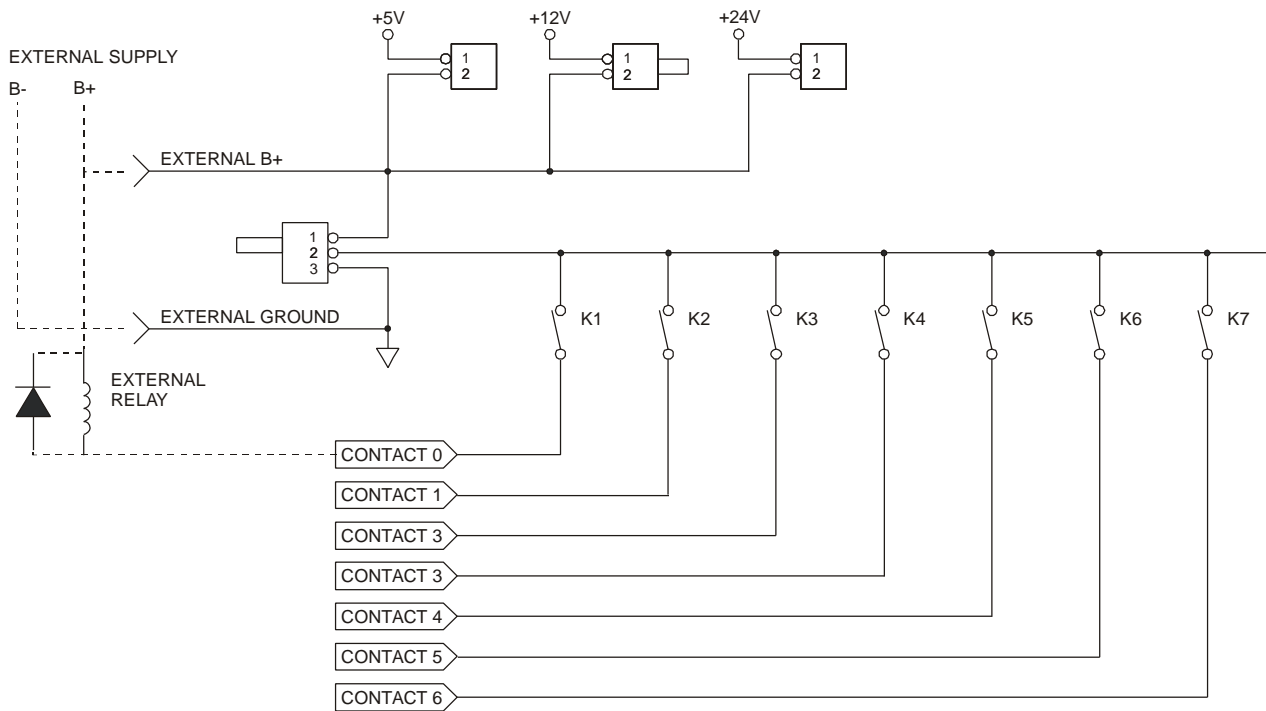 +5V +12V +24V
1 1 1
2 2 2
EXTERNAL SUPPLY
B- B+
EXTERNAL B+
1
2
3
EXTERNAL GROUND
K1 K2 K3 K4 K5 K6 K7
EXTERNAL
RELAY
CONTACT 0
CONTACT 1
CONTACT 3
CONTACT 3
CONTACT 4
CONTACT 5
CONTACT 6